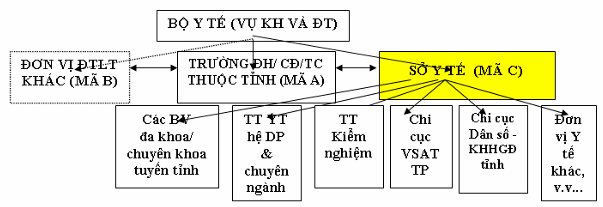 BỘ Y TẾ (VỤ KH VÀ ĐT)
ĐƠN VỊ ĐTLT
KHÁC (MÃ B)
TRƯỜNG ĐH/ CĐ/TC
THUỘC TỈNH (MÃ A)
SỞ Y TẾ (MÃ C)
Các BV
đa khoa/
chuyên khoa
tuyến tỉnh
TT YT
hệ DP
&
chuyên
ngành
TT
Kiểm
nghiệm
Chi
cục
VSAT
TP
Chi cục
Dân số -
KHHGĐ
tỉnh
Đơn
vị Y
tế
khác,
v.v...